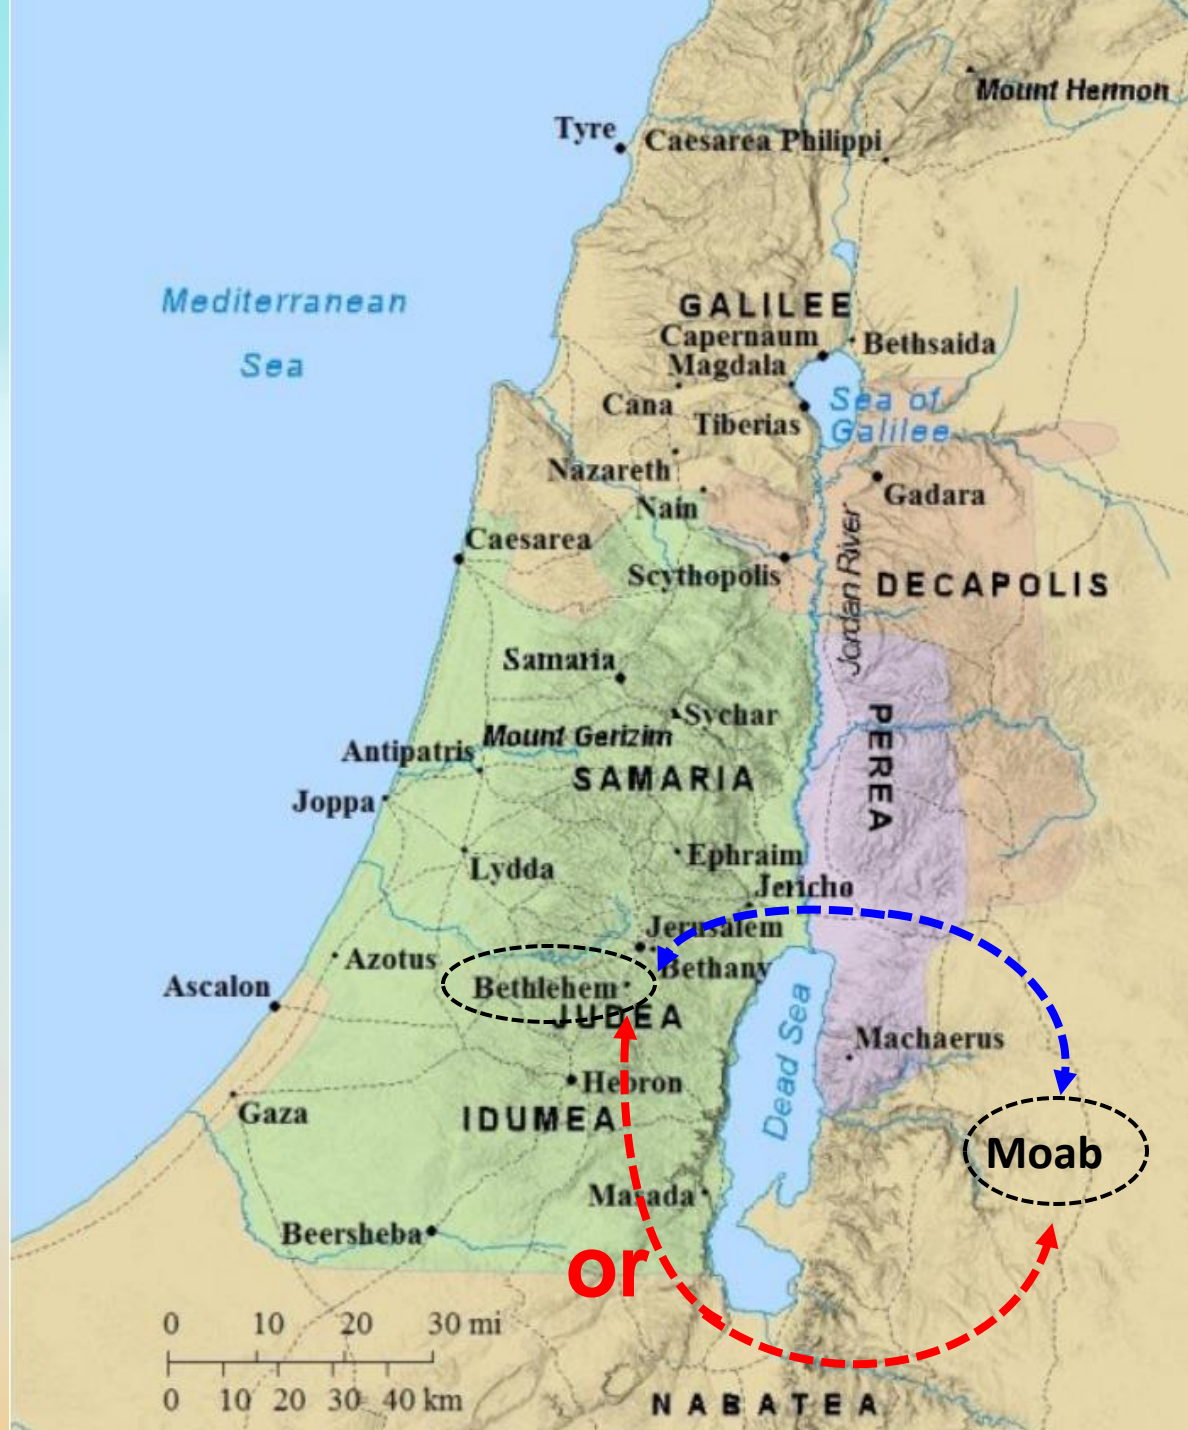 Mount Hermon
Tyre
Caesarea Philippi
Mediterranean
Sea
GALILEE
Capernaum
Bethsaida
Magdala
Cana
Sea of
Galilee
Tiberias
Nazareth
Gadara
Nain
Caesarea
Scythopolis
DECAPOLIS
Jordan River
Samaria
Sychar
PEREA
Mount Gerizim
Antipatris
SAMARIA
Joppa
Ephraim
Lydda
Jericho
Jerusalem
Azotus
Bethany
Ascalon
Bethlehem
JUDEA
Dead Sea
Machaerus
Hebron
Gaza
IDUMEA
Moab
Masada
Beersheba
or
0 10 20 30 mi
0 10 20 30 40 km
NABATEA